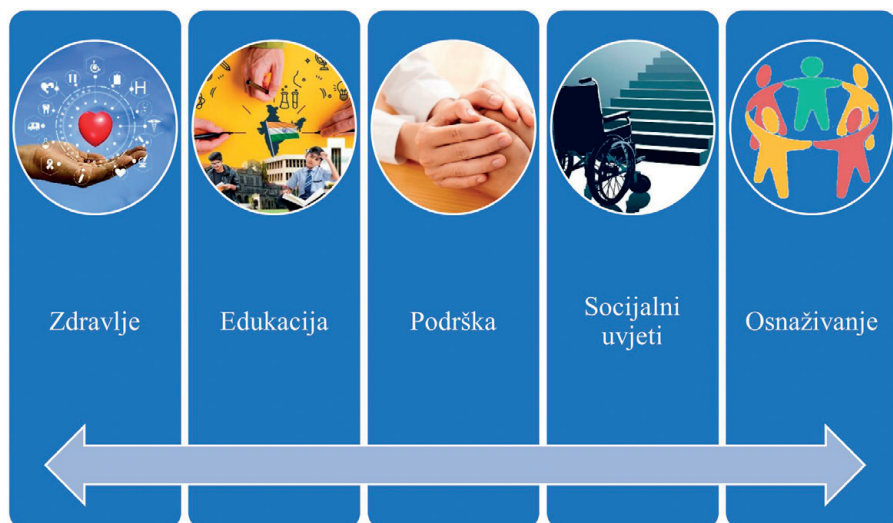 Zdravlje
Edukacija
Podrška
Socijalni
uvjeti
Osnaživanje